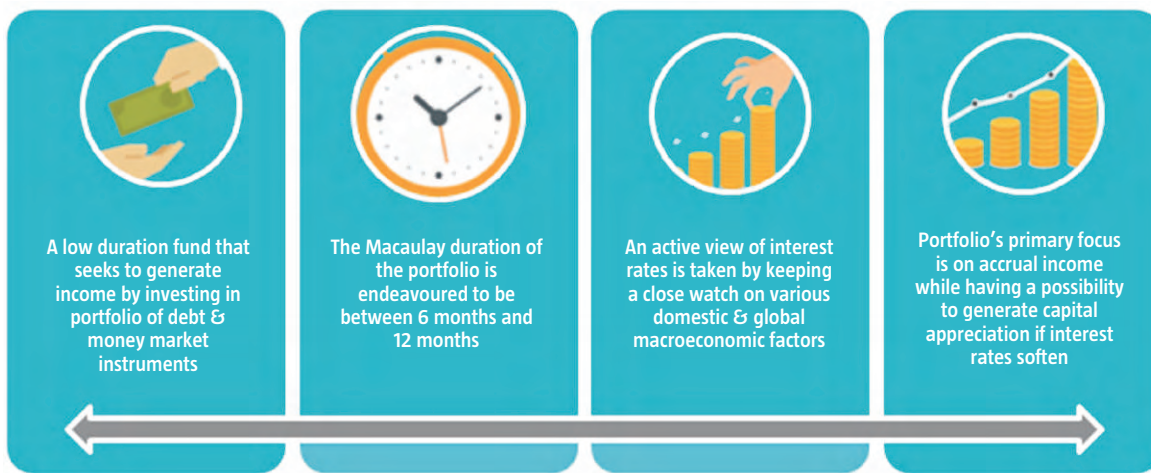 A low duration fund that
seeks to generate
income by investing in
portfolio of debt &
money market
instruments
The Macaulay duration of
the portfolio is
endeavoured to be
between 6 months and
12 months
An active view of interest
rates is taken by keeping
a close watch on various
domestic & global
macroeconomic factors
Portfolio's primary focus
is on accrual income
while having a possibility
to generate capital
appreciation if interest
rates soften